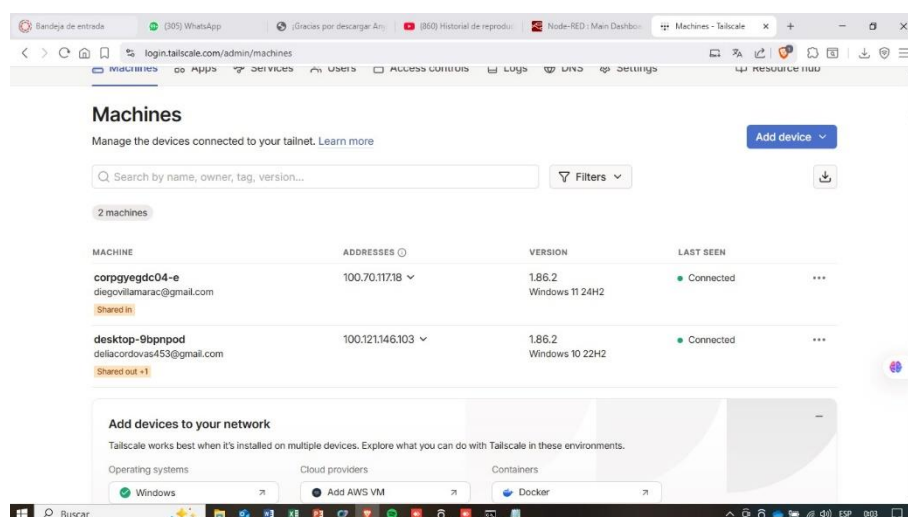 Bandeja de entrada
(305) WhatsApp
¡Gracias por descargar Any
(860) Historial de reproduc
Node-RED : Main Dashboa
Machines - Tailscale
login.tailscale.com/admin/machines
Machines Apps Services Users Access controls Logs DNS Settings Resource hub
Machines
Manage the devices connected to your tailnet. Learn more
Add device
Search by name, owner, tag, version...
Filters
2 machines
MACHINE ADDRESSES VERSION LAST SEEN
corpgyegdc04-e 100.70.117.18 1.86.2 Connected
diegovillamarac@gmail.com Windows 11 24H2
Shared in
desktop-9bpnpod 100.121.146.103 1.86.2 Connected
deliacordovas453@gmail.com Windows 10 22H2
Shared out +1
Add devices to your network
Tailscale works best when it's installed on multiple devices. Explore what you can do with Tailscale in these environments.
Operating systems Cloud providers Containers
Windows Add AWS VM Docker
Buscar ESP 0:03